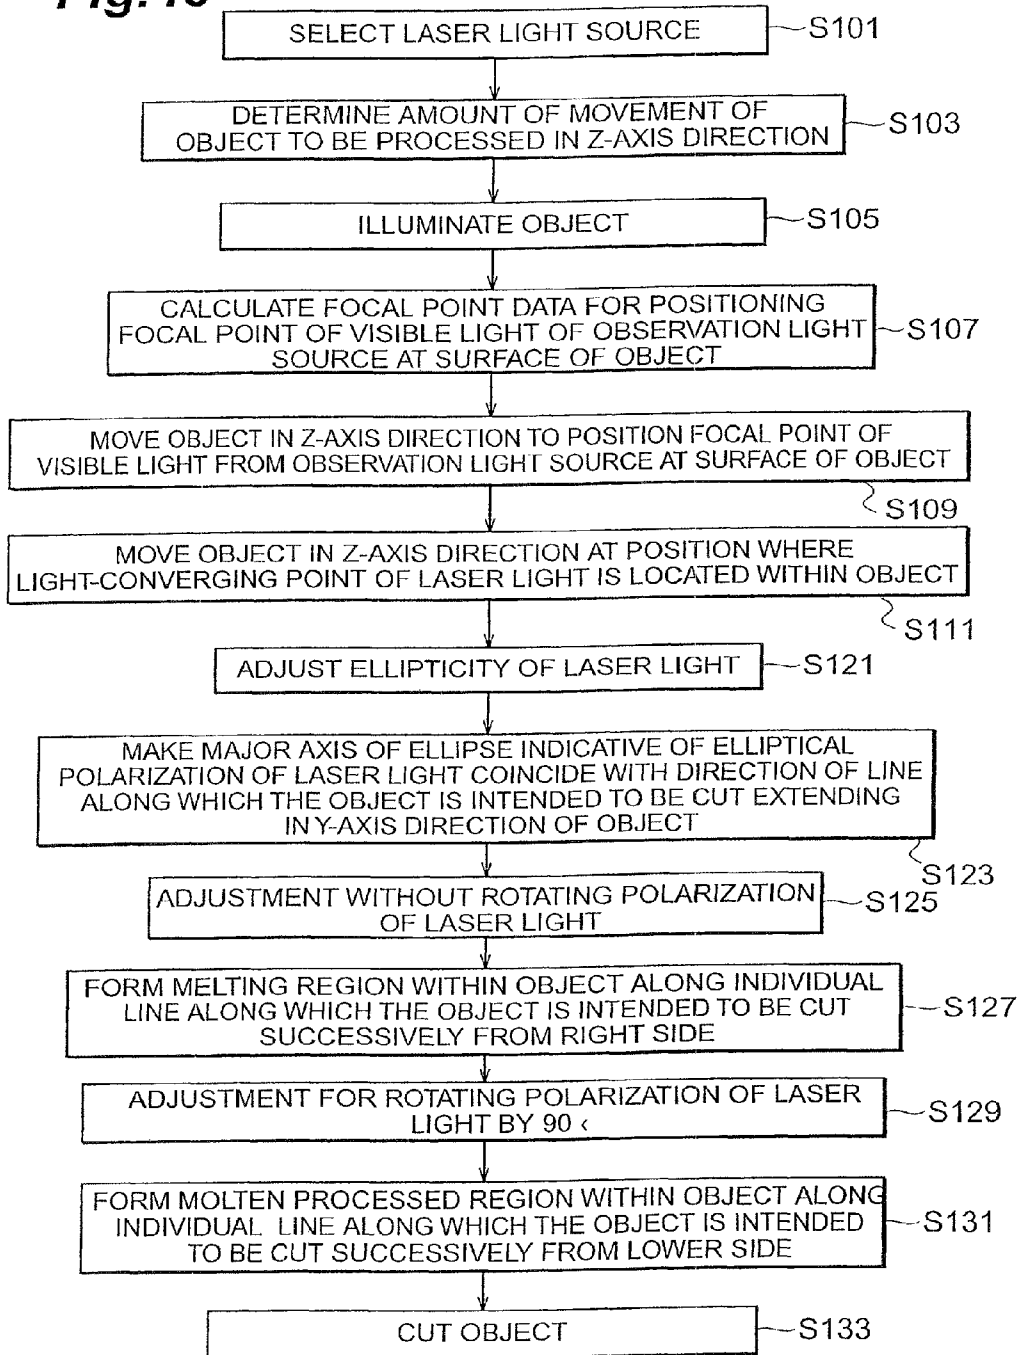 SELECT LASER LIGHT SOURCE
S101
DETERMINE AMOUNT OF MOVEMENT OF
OBJECT TO BE PROCESSED IN Z-AXIS DIRECTION
S103
ILLUMINATE OBJECT
S105
CALCULATE FOCAL POINT DATA FOR POSITIONING
FOCAL POINT OF VISIBLE LIGHT OF OBSERVATION LIGHT
SOURCE AT SURFACE OF OBJECT
S107
MOVE OBJECT IN Z-AXIS DIRECTION TO POSITION FOCAL POINT OF
VISIBLE LIGHT FROM OBSERVATION LIGHT SOURCE AT SURFACE OF OBJECT
S109
MOVE OBJECT IN Z-AXIS DIRECTION AT POSITION WHERE
LIGHT-CONVERGING POINT OF LASER LIGHT IS LOCATED WITHIN OBJECT
S111
ADJUST ELLIPTICITY OF LASER LIGHT
S121
MAKE MAJOR AXIS OF ELLIPSE INDICATIVE OF ELLIPTICAL
POLARIZATION OF LASER LIGHT COINCIDE WITH DIRECTION OF LINE
ALONG WHICH THE OBJECT IS INTENDED TO BE CUT EXTENDING
IN Y-AXIS DIRECTION OF OBJECT
S123
ADJUSTMENT WITHOUT ROTATING POLARIZATION
OF LASER LIGHT
S125
FORM MELTING REGION WITHIN OBJECT ALONG INDIVIDUAL
LINE ALONG WHICH THE OBJECT IS INTENDED TO BE CUT
SUCCESSIVELY FROM RIGHT SIDE
S127
ADJUSTMENT FOR ROTATING POLARIZATION OF LASER
LIGHT BY 90 ‹
S129
FORM MOLTEN PROCESSED REGION WITHIN OBJECT ALONG
INDIVIDUAL LINE ALONG WHICH THE OBJECT IS INTENDED
TO BE CUT SUCCESSIVELY FROM LOWER SIDE
S131
CUT OBJECT
S133